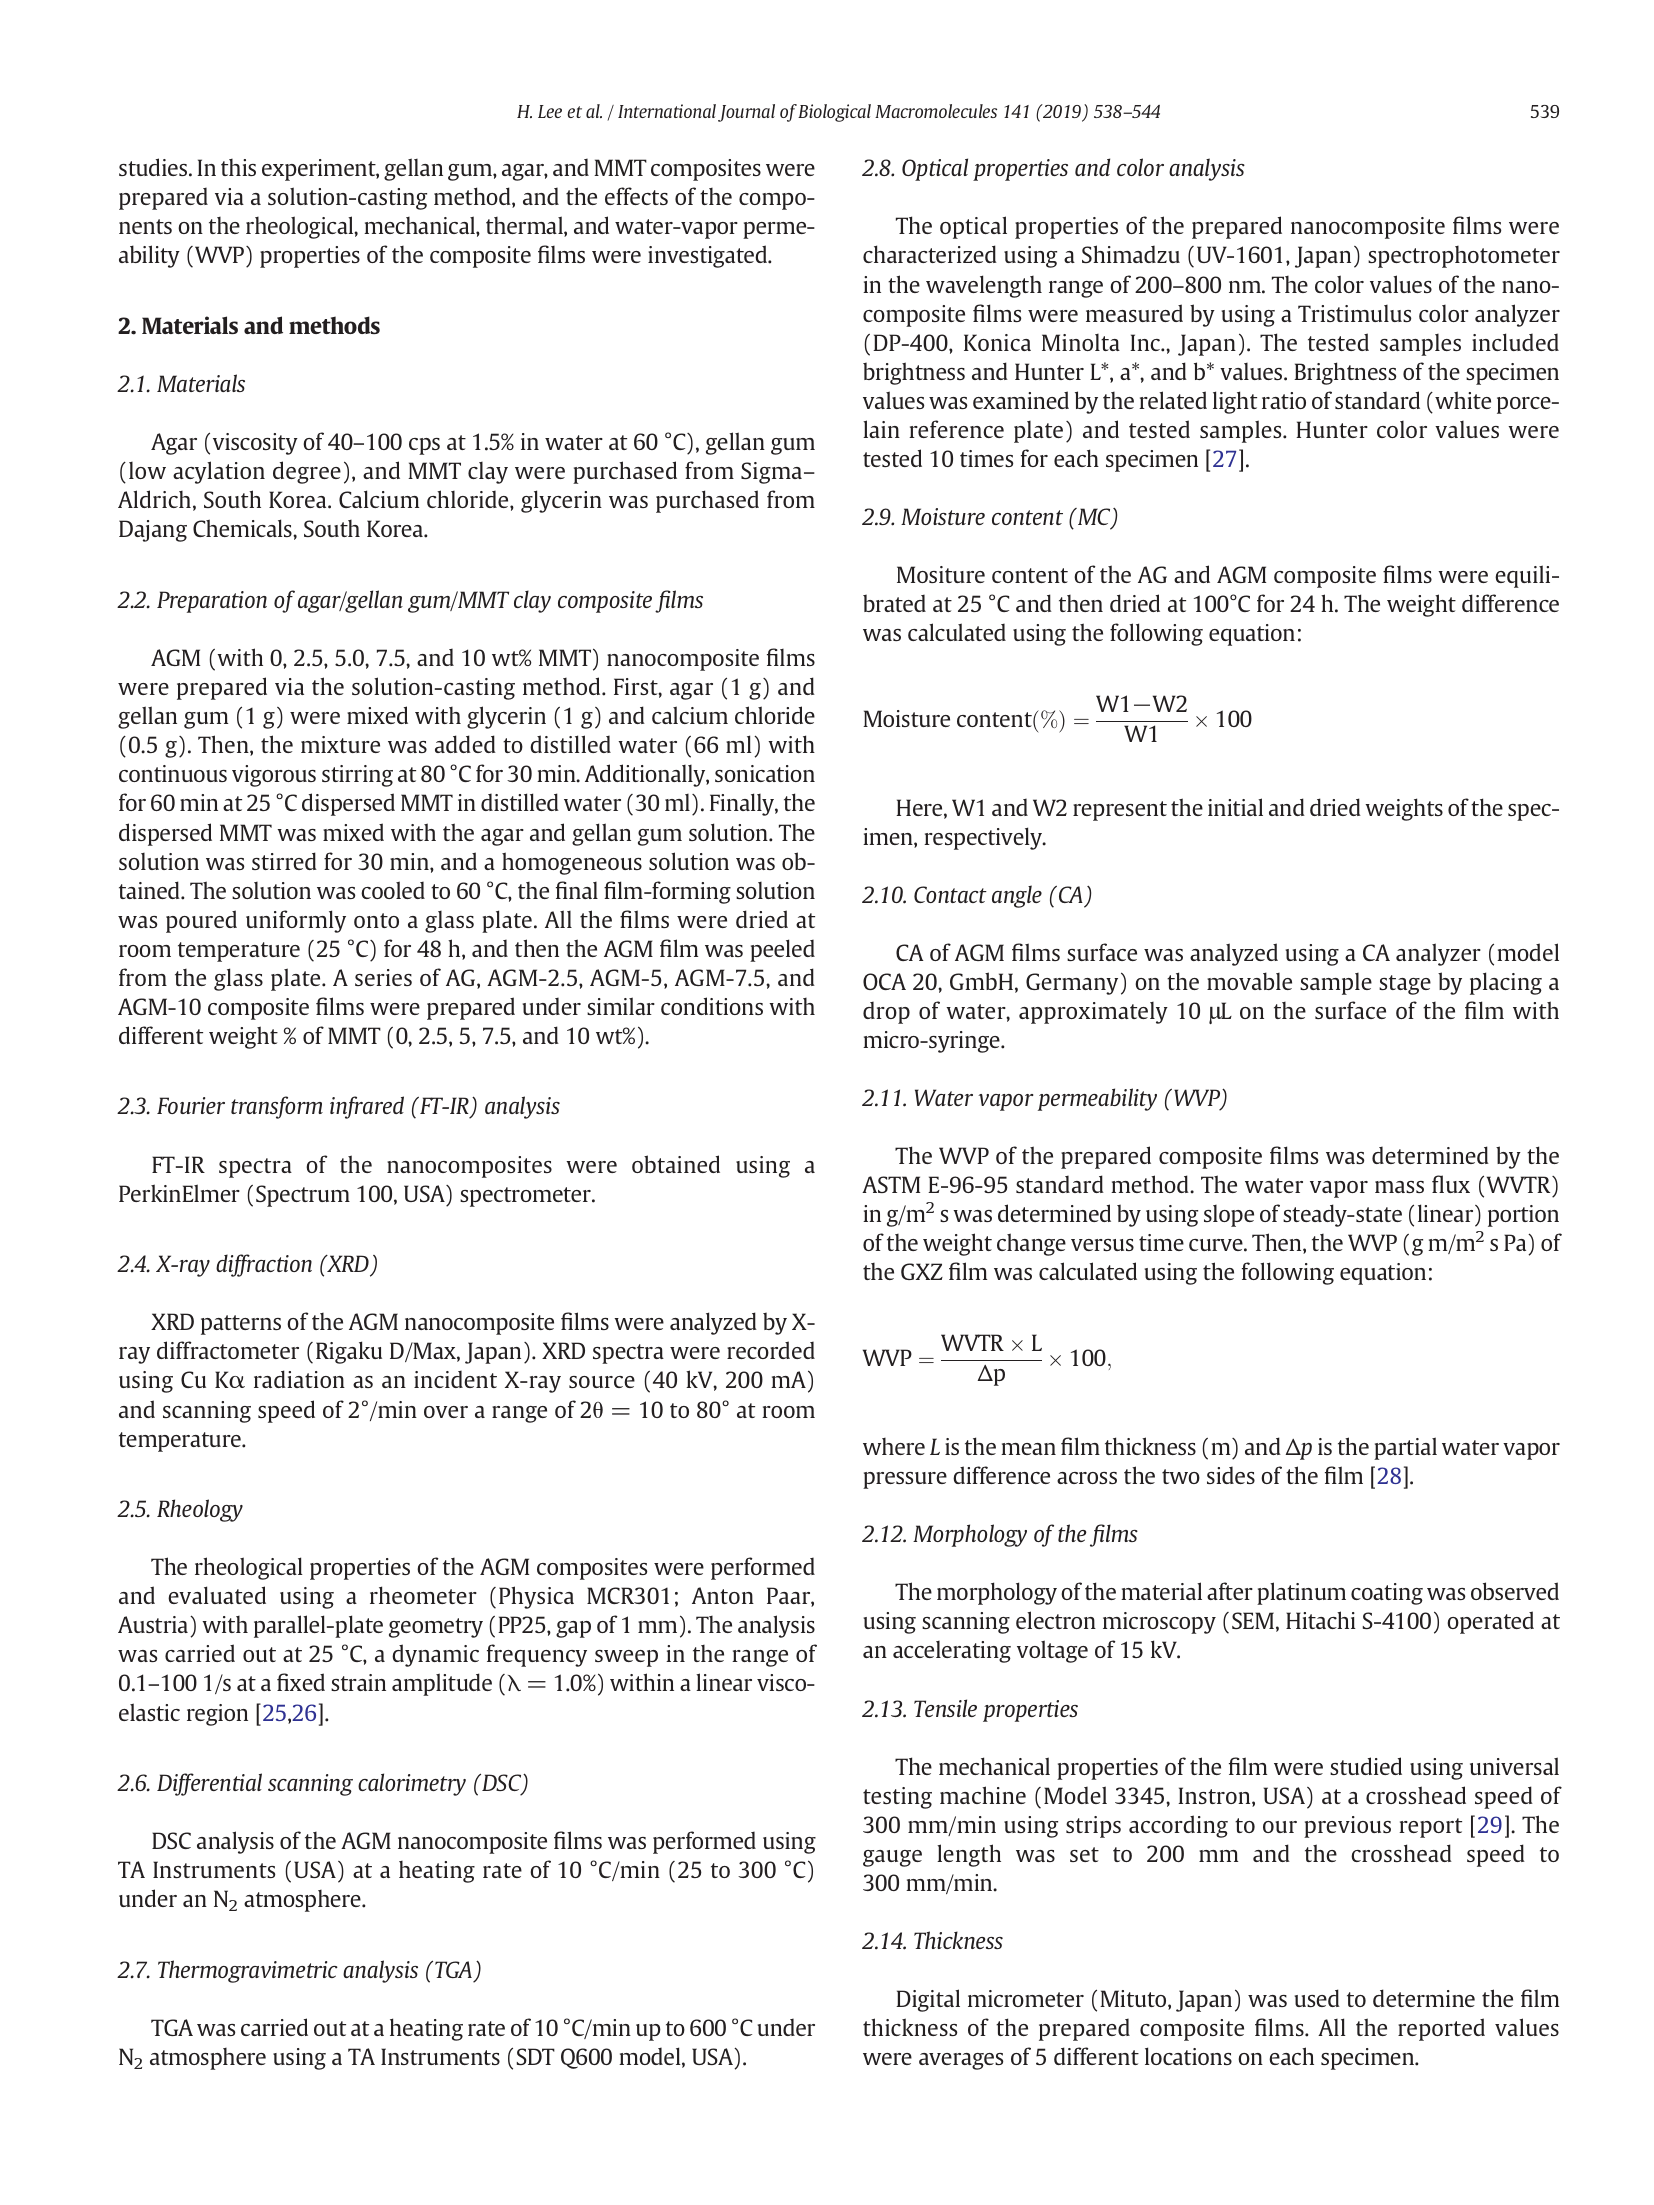 H. Lee et al. / International Journal of Biological Macromolecules 141 (2019) 538–544
539
studies. In this experiment, gellan gum, agar, and MMT composites were
prepared via a solution-casting method, and the effects of the compo-
nents on the rheological, mechanical, thermal, and water-vapor perme-
ability (WVP) properties of the composite films were investigated.
2. Materials and methods
2.1. Materials
Agar (viscosity of 40–100 cps at 1.5% in water at 60 °C), gellan gum
(low acylation degree), and MMT clay were purchased from Sigma–
Aldrich, South Korea. Calcium chloride, glycerin was purchased from
Dajang Chemicals, South Korea.
2.2. Preparation of agar/gellan gum/MMT clay composite films
AGM (with 0, 2.5, 5.0, 7.5, and 10 wt% MMT) nanocomposite films
were prepared via the solution-casting method. First, agar (1 g) and
gellan gum (1 g) were mixed with glycerin (1 g) and calcium chloride
(0.5 g). Then, the mixture was added to distilled water (66 ml) with
continuous vigorous stirring at 80 °C for 30 min. Additionally, sonication
for 60 min at 25 °C dispersed MMT in distilled water (30 ml). Finally, the
dispersed MMT was mixed with the agar and gellan gum solution. The
solution was stirred for 30 min, and a homogeneous solution was ob-
tained. The solution was cooled to 60 °C, the final film-forming solution
was poured uniformly onto a glass plate. All the films were dried at
room temperature (25 °C) for 48 h, and then the AGM film was peeled
from the glass plate. A series of AG, AGM-2.5, AGM-5, AGM-7.5, and
AGM-10 composite films were prepared under similar conditions with
different weight % of MMT (0, 2.5, 5, 7.5, and 10 wt%).
2.3. Fourier transform infrared (FT-IR) analysis
FT-IR spectra of the nanocomposites were obtained using a
PerkinElmer (Spectrum 100, USA) spectrometer.
2.4. X-ray diffraction (XRD)
XRD patterns of the AGM nanocomposite films were analyzed by X-
ray diffractometer (Rigaku D/Max, Japan). XRD spectra were recorded
using Cu Kα radiation as an incident X-ray source (40 kV, 200 mA)
and scanning speed of 2°/min over a range of 2θ = 10 to 80° at room
temperature.
2.5. Rheology
The rheological properties of the AGM composites were performed
and evaluated using a rheometer (Physica MCR301; Anton Paar,
Austria) with parallel-plate geometry (PP25, gap of 1 mm). The analysis
was carried out at 25 °C, a dynamic frequency sweep in the range of
0.1–100 1/s at a fixed strain amplitude (λ = 1.0%) within a linear visco-
elastic region [25,26].
2.6. Differential scanning calorimetry (DSC)
DSC analysis of the AGM nanocomposite films was performed using
TA Instruments (USA) at a heating rate of 10 °C/min (25 to 300 °C)
under an N2 atmosphere.
2.7. Thermogravimetric analysis (TGA)
TGA was carried out at a heating rate of 10 °C/min up to 600 °C under
N2 atmosphere using a TA Instruments (SDT Q600 model, USA).
2.8. Optical properties and color analysis
The optical properties of the prepared nanocomposite films were
characterized using a Shimadzu (UV-1601, Japan) spectrophotometer
in the wavelength range of 200–800 nm. The color values of the nano-
composite films were measured by using a Tristimulus color analyzer
(DP-400, Konica Minolta Inc., Japan). The tested samples included
brightness and Hunter L*, a*, and b* values. Brightness of the specimen
values was examined by the related light ratio of standard (white porce-
lain reference plate) and tested samples. Hunter color values were
tested 10 times for each specimen [27].
2.9. Moisture content (MC)
Mositure content of the AG and AGM composite films were equili-
brated at 25 °C and then dried at 100°C for 24 h. The weight difference
was calculated using the following equation:
Moisture content(%) = (W1−W2)/W1 × 100
Here, W1 and W2 represent the initial and dried weights of the spec-
imen, respectively.
2.10. Contact angle (CA)
CA of AGM films surface was analyzed using a CA analyzer (model
OCA 20, GmbH, Germany) on the movable sample stage by placing a
drop of water, approximately 10 μL on the surface of the film with
micro-syringe.
2.11. Water vapor permeability (WVP)
The WVP of the prepared composite films was determined by the
ASTM E-96-95 standard method. The water vapor mass flux (WVTR)
in g/m² s was determined by using slope of steady-state (linear) portion
of the weight change versus time curve. Then, the WVP (g m/m² s Pa) of
the GXZ film was calculated using the following equation:
WVP = (WVTR × L)/Δp × 100,
where L is the mean film thickness (m) and Δp is the partial water vapor
pressure difference across the two sides of the film [28].
2.12. Morphology of the films
The morphology of the material after platinum coating was observed
using scanning electron microscopy (SEM, Hitachi S-4100) operated at
an accelerating voltage of 15 kV.
2.13. Tensile properties
The mechanical properties of the film were studied using universal
testing machine (Model 3345, Instron, USA) at a crosshead speed of
300 mm/min using strips according to our previous report [29]. The
gauge length was set to 200 mm and the crosshead speed to
300 mm/min.
2.14. Thickness
Digital micrometer (Mituto, Japan) was used to determine the film
thickness of the prepared composite films. All the reported values
were averages of 5 different locations on each specimen.